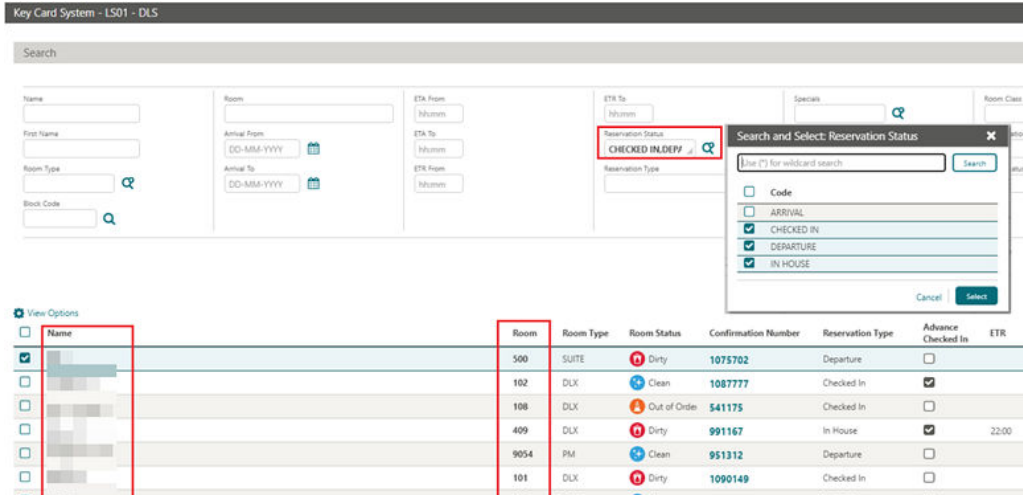 Key Card System - LS01 - DLS
Search
Name
Room
ETA From
hh:mm
ETR To
hh:mm
Specials
Room Class
First Name
Arrival From
DD-MM-YYYY
ETA To
hh:mm
Reservation Status
CHECKED IN,DEP/
Room Type
Arrival To
DD-MM-YYYY
ETR From
hh:mm
Reservation Type
Block Code
Search and Select: Reservation Status
Use (*) for wildcard search
Search
Code
ARRIVAL
CHECKED IN
DEPARTURE
IN HOUSE
Cancel
Select
View Options
Name Room Room Type Room Status Confirmation Number Reservation Type Advance Checked In ETR
500 SUITE Dirty 1075702 Departure
102 DLX Clean 1087777 Checked In
108 DLX Out of Order 541175 Checked In
409 DLX Dirty 991167 In House 22:00
9054 PM Clean 951312 Departure
101 DLX Dirty 1090149 Checked In